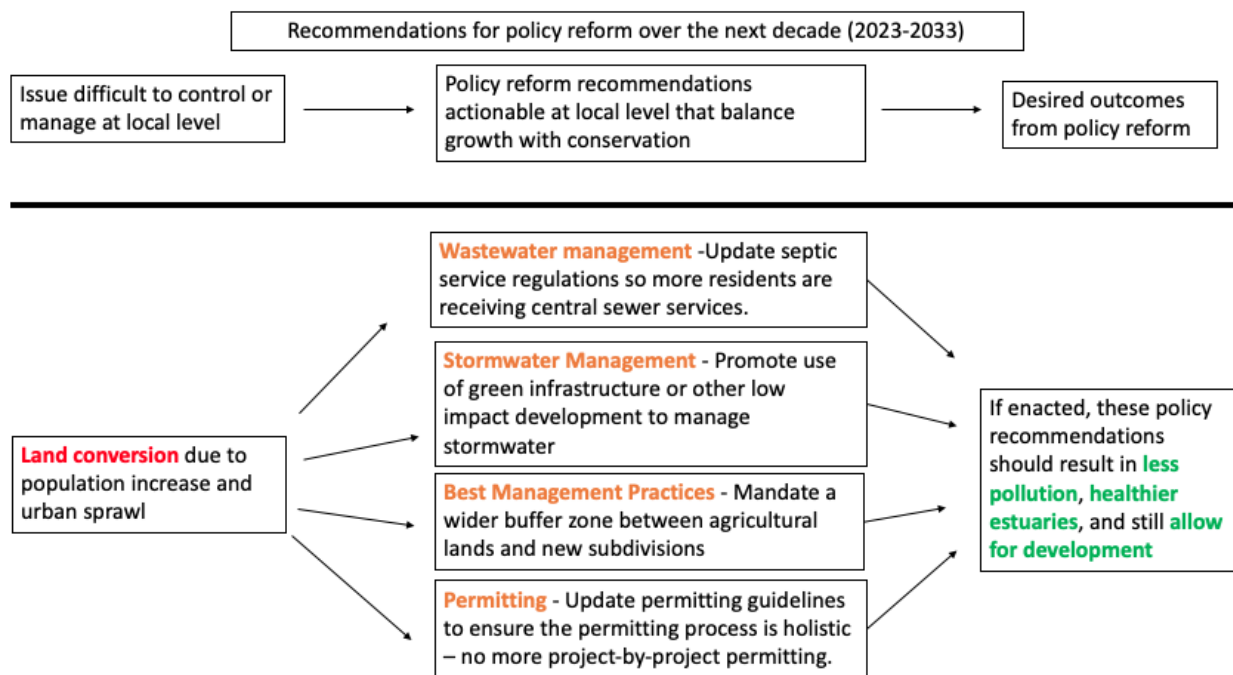 Recommendations for policy reform over the next decade (2023-2033)
Issue difficult to control or
manage at local level
Policy reform recommendations
actionable at local level that balance
growth with conservation
Desired outcomes
from policy reform
Land conversion due to
population increase and
urban sprawl
Wastewater management -Update septic
service regulations so more residents are
receiving central sewer services.
Stormwater Management - Promote use
of green infrastructure or other low
impact development to manage
stormwater
Best Management Practices - Mandate a
wider buffer zone between agricultural
lands and new subdivisions
Permitting - Update permitting guidelines
to ensure the permitting process is holistic
– no more project-by-project permitting.
If enacted, these policy
recommendations
should result in less
pollution, healthier
estuaries, and still allow
for development